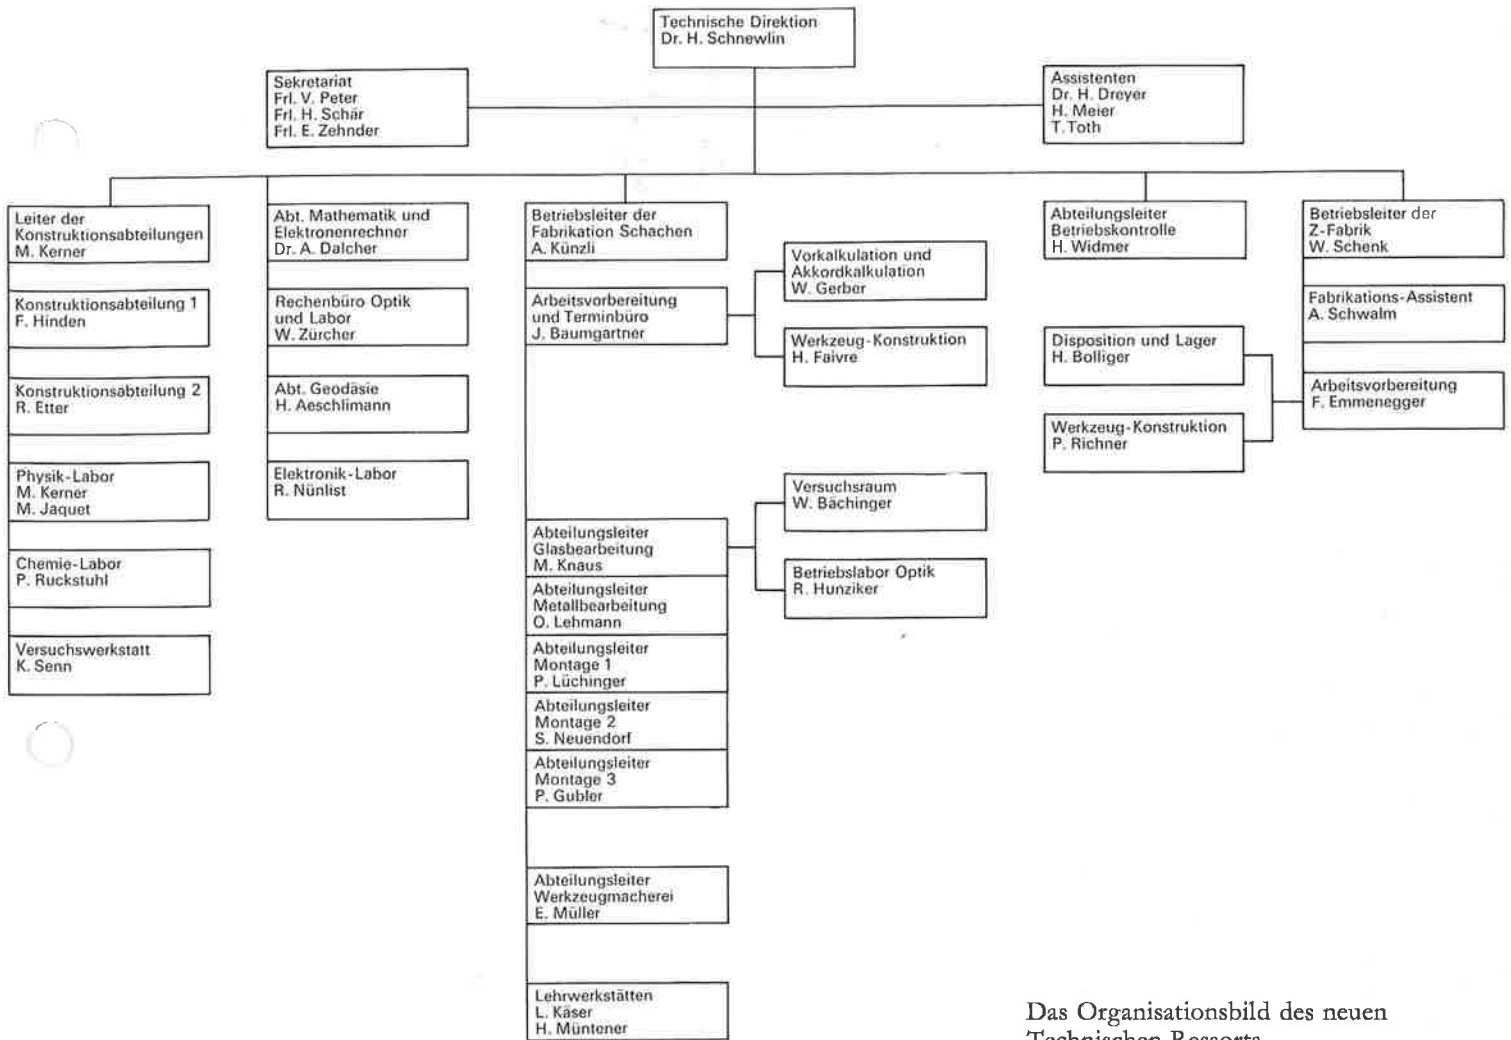 Technische Direktion
Dr. H. Schnewlin
Sekretariat
Frl. V. Peter
Frl. H. Schär
Frl. E. Zehnder
Assistenten
Dr. H. Dreyer
H. Meier
T. Toth
Leiter der
Konstruktionsabteilungen
M. Kerner
Konstruktionsabteilung 1
F. Hinden
Konstruktionsabteilung 2
R. Etter
Physik-Labor
M. Kerner
M. Jaquet
Chemie-Labor
P. Ruckstuhl
Versuchswerkstatt
K. Senn
Abt. Mathematik und
Elektronenrechner
Dr. A. Dalcher
Rechenbüro Optik
und Labor
W. Zürcher
Abt. Geodäsie
H. Aeschlimann
Elektronik-Labor
R. Nünlist
Betriebsleiter der
Fabrikation Schachen
A. Künzli
Arbeitsvorbereitung
und Terminbüro
J. Baumgartner
Vorkalkulation und
Akkordkalkulation
W. Gerber
Werkzeug-Konstruktion
H. Faivre
Abteilungsleiter
Glasbearbeitung
M. Knaus
Versuchsraum
W. Bächinger
Betriebslabor Optik
R. Hunziker
Abteilungsleiter
Metallbearbeitung
O. Lehmann
Abteilungsleiter
Montage 1
P. Lüchinger
Abteilungsleiter
Montage 2
S. Neuendorf
Abteilungsleiter
Montage 3
P. Gubler
Abteilungsleiter
Werkzeugmacherei
E. Müller
Lehrwerkstätten
L. Käser
H. Müntener
Abteilungsleiter
Betriebskontrolle
H. Widmer
Betriebsleiter der
Z-Fabrik
W. Schenk
Fabrikations-Assistent
A. Schwalm
Arbeitsvorbereitung
F. Emmenegger
Disposition und Lager
H. Bolliger
Werkzeug-Konstruktion
P. Richner
Das Organisationsbild des neuen
Technischen Ressorts